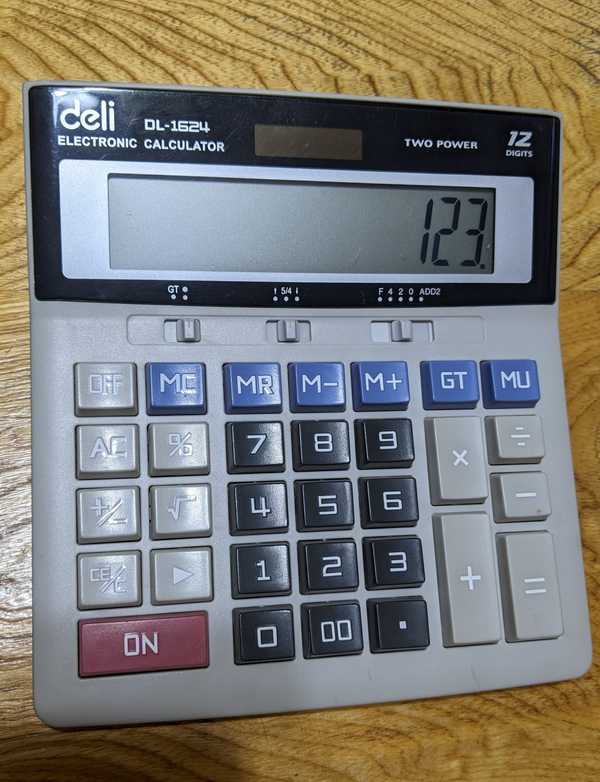 deli DL-1624 TWO POWER 12
ELECTRONIC CALCULATOR DIGITS
123.
GT ↑ 5/4 ↓ F 4 2 0 ADD2
OFF MC MR M- M+ GT MU
AC % 7 8 9 × ÷
+/- √ 4 5 6 -
CE/C ▶ 1 2 3 + =
ON 0 00 .